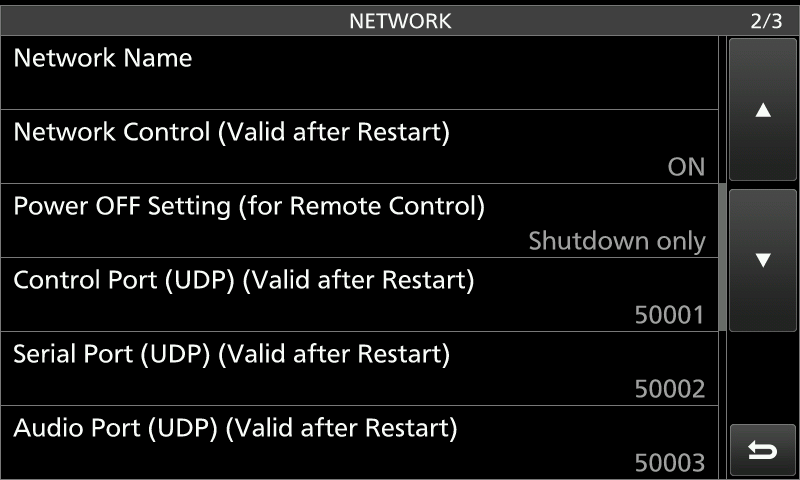 NETWORK 2/3
Network Name
Network Control (Valid after Restart)
ON
Power OFF Setting (for Remote Control)
Shutdown only
Control Port (UDP) (Valid after Restart)
50001
Serial Port (UDP) (Valid after Restart)
50002
Audio Port (UDP) (Valid after Restart)
50003